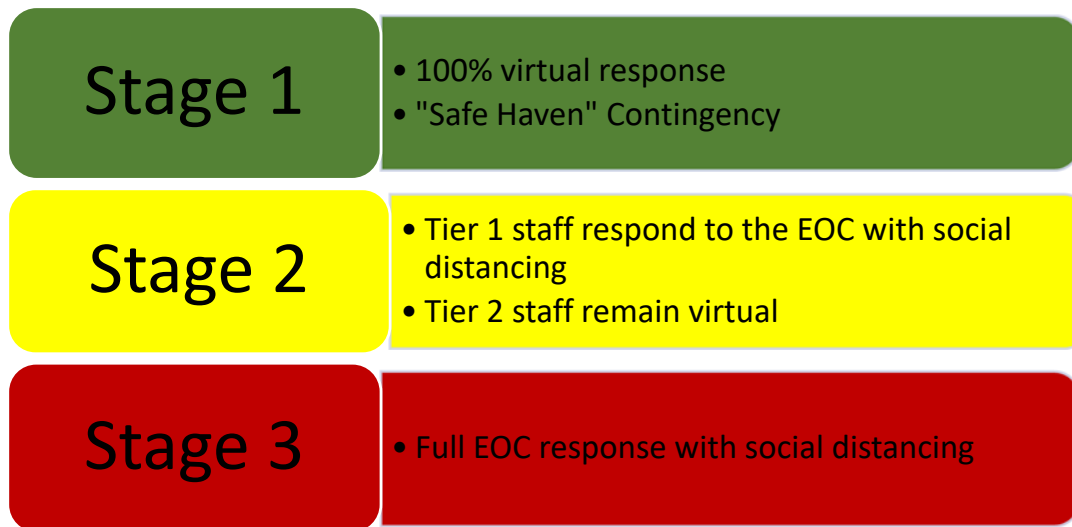 Stage 1
• 100% virtual response
• "Safe Haven" Contingency
Stage 2
• Tier 1 staff respond to the EOC with social
distancing
• Tier 2 staff remain virtual
Stage 3
• Full EOC response with social distancing